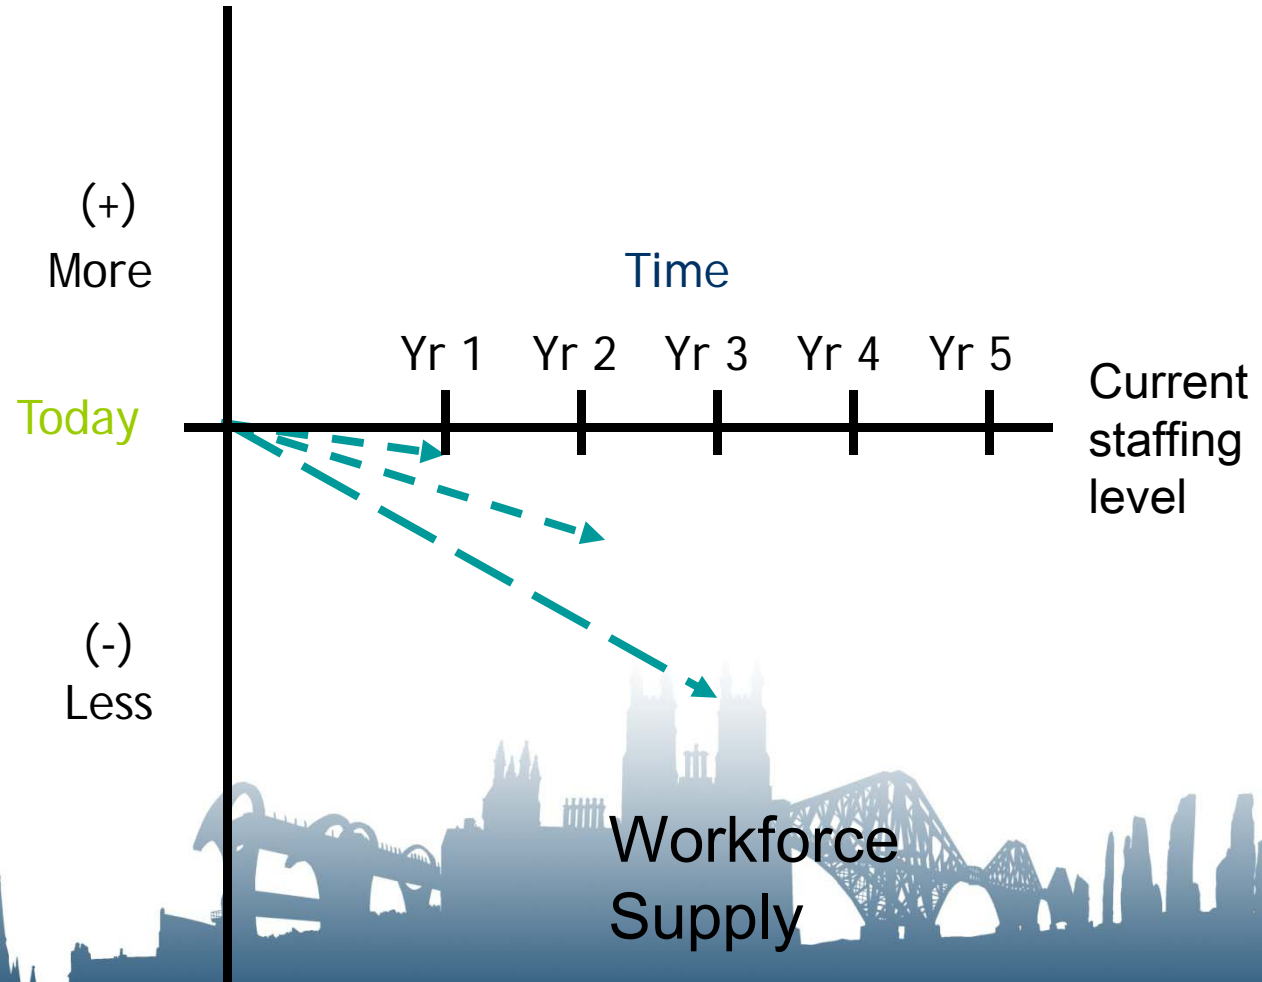 (+)
More
Time
Yr 1 Yr 2 Yr 3 Yr 4 Yr 5
Today
Current
staffing
level
(-)
Less
Workforce
Supply